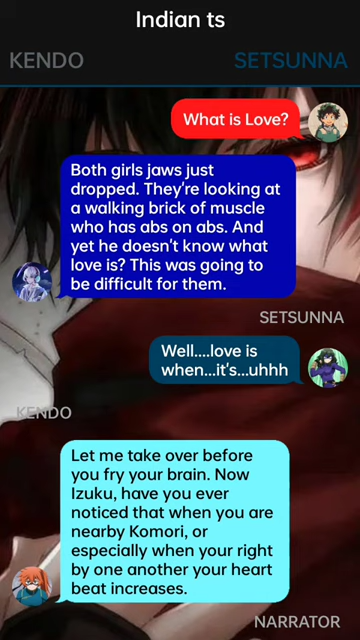 Indian ts
KENDO
SETSUNNA
What is Love?
Both girls jaws just
dropped. They're looking at
a walking brick of muscle
who has abs on abs. And
yet he doesn't know what
love is? This was going to
be difficult for them.
SETSUNNA
Well....love is
when...it's...uhhh
KENDO
Let me take over before
you fry your brain. Now
Izuku, have you ever
noticed that when you are
nearby Komori, or
especially when your right
by one another your heart
beat increases.
NARRATOR